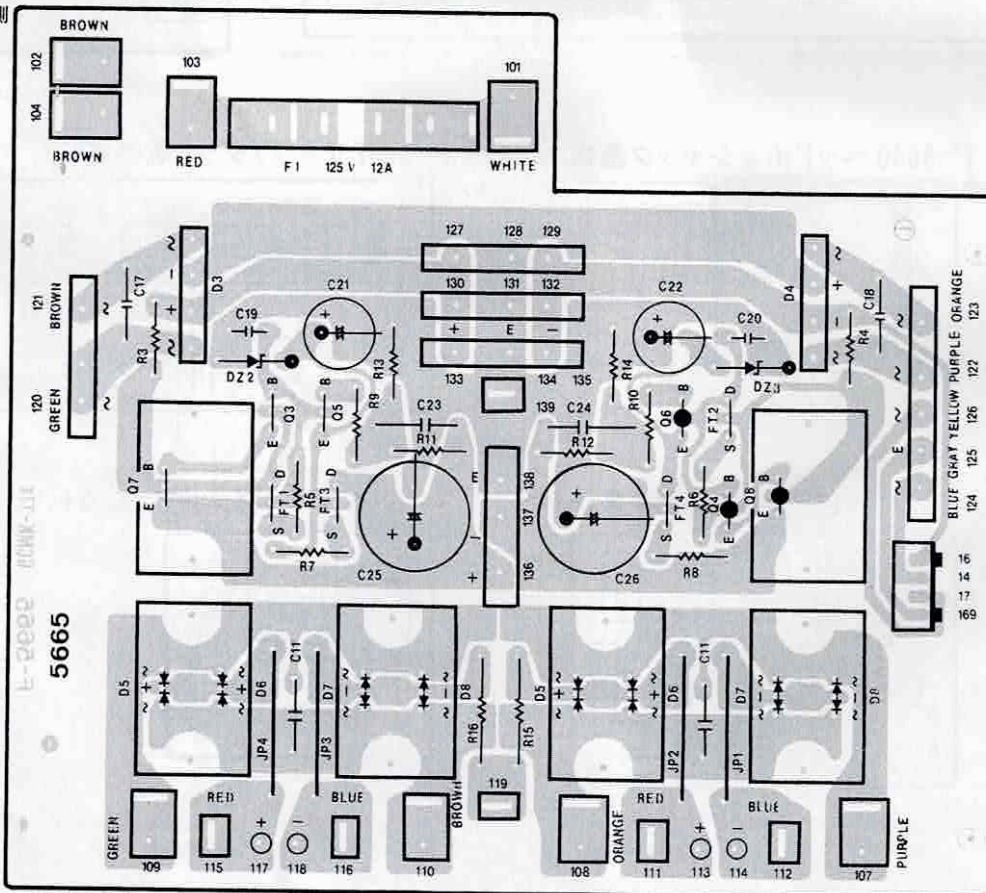 BROWN
102
104
BROWN
103
RED
F1 125V 12A
101
WHITE
127 128 129
130 131 132
+ E −
133 134 135
121 BROWN
120 GREEN
~
~
C17
R3
~ − + ~
D3
C19
DZ2
C21
+
R13
R9
C23
R11
B Q3 E
B Q5 E
Q7 B E
D FT1 S
R5
D FT3 S
R7
C25
+
139
E 138
− 137
+ 136
C22
+
C20
DZ3
R14
R10
C24
R12
B Q6 E
D FT2 S
D FT4 S
R6
B Q4 E
Q8 B E
R8
C26
+
~ + − ~
D4
R4
C18
~
~
E
ORANGE 123
PURPLE 122
YELLOW 126
GRAY 125
BLUE 124
16
14
17
169
5665
F-5665
D5 ~ + ~
~ + ~ D6
C11
JP4
JP3
D7 ~ − ~
~ − ~ D8
R16
R15
D5 ~ + ~
~ + ~ D6
C11
JP2
JP1
D7 ~ − ~
~ − ~ D8
GREEN
109
RED
115
+
117
−
118
BLUE
116
110
BROWN
119
108
ORANGE
RED
111
+
113
−
114
BLUE
112
107
PURPLE